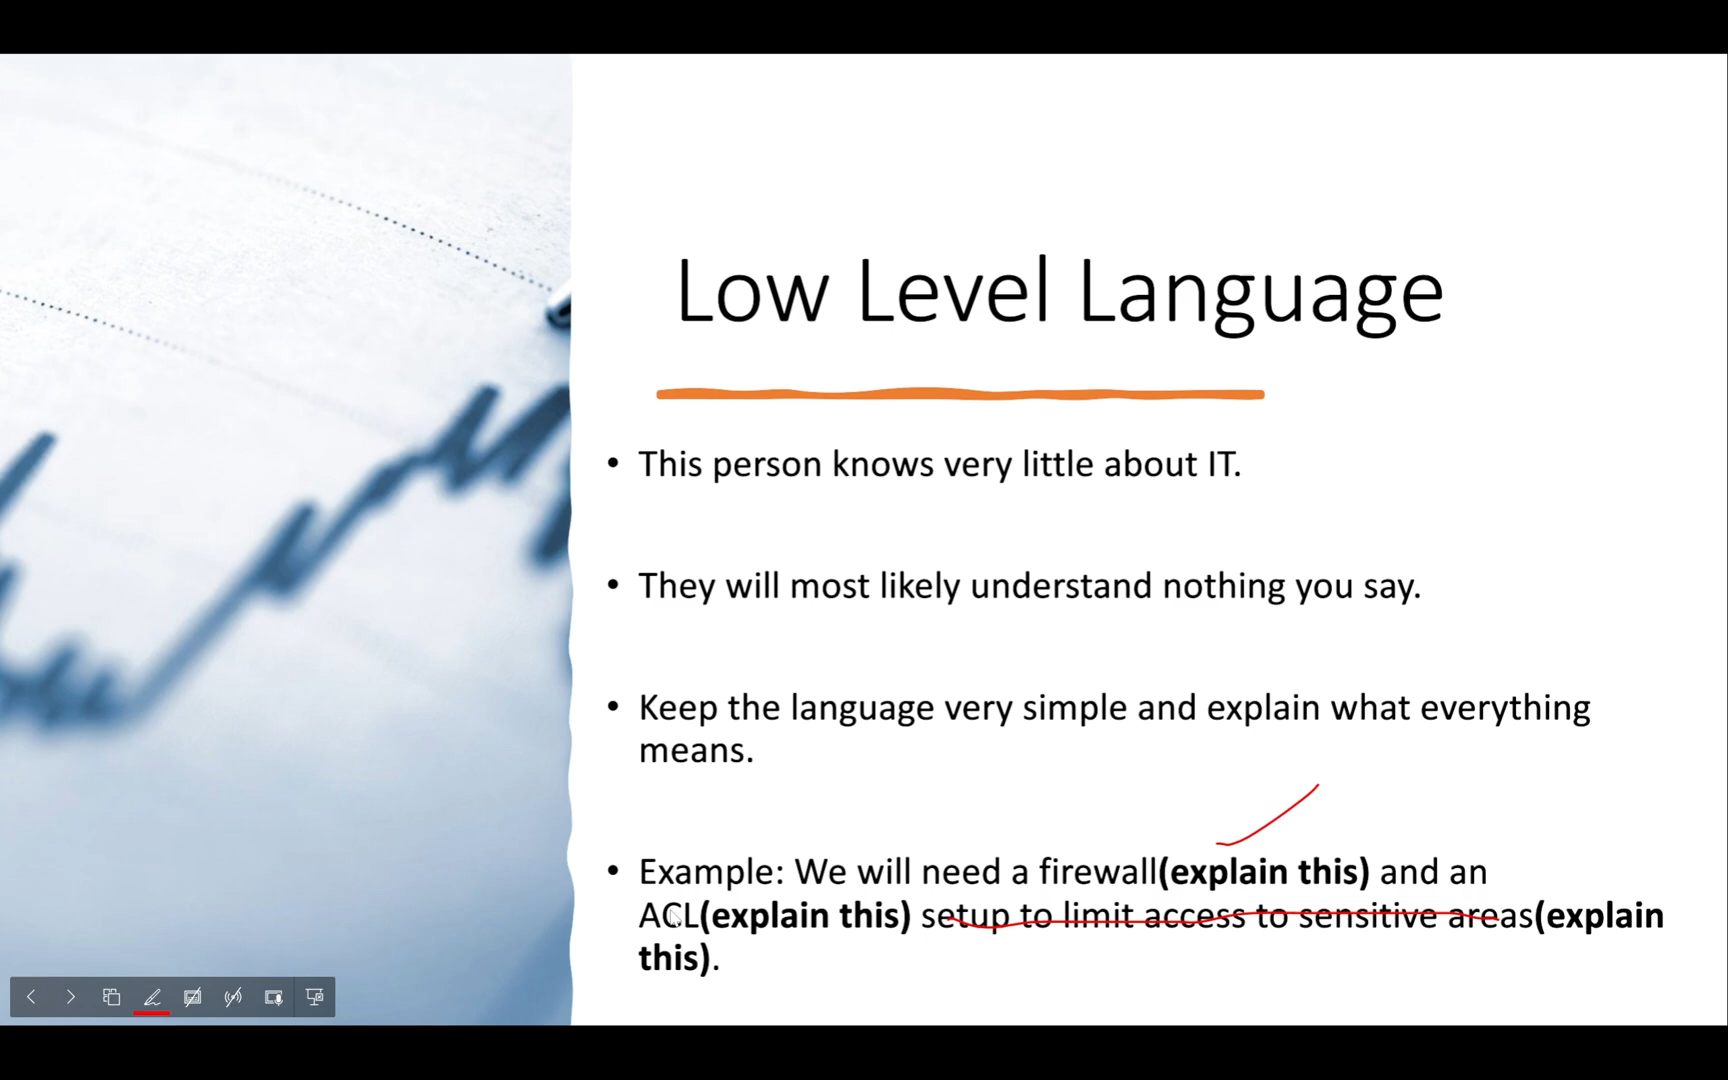 Low Level Language
• This person knows very little about IT.
• They will most likely understand nothing you say.
• Keep the language very simple and explain what everything
means.
• Example: We will need a firewall(explain this) and an
ACL(explain this) setup to limit access to sensitive areas(explain
this).